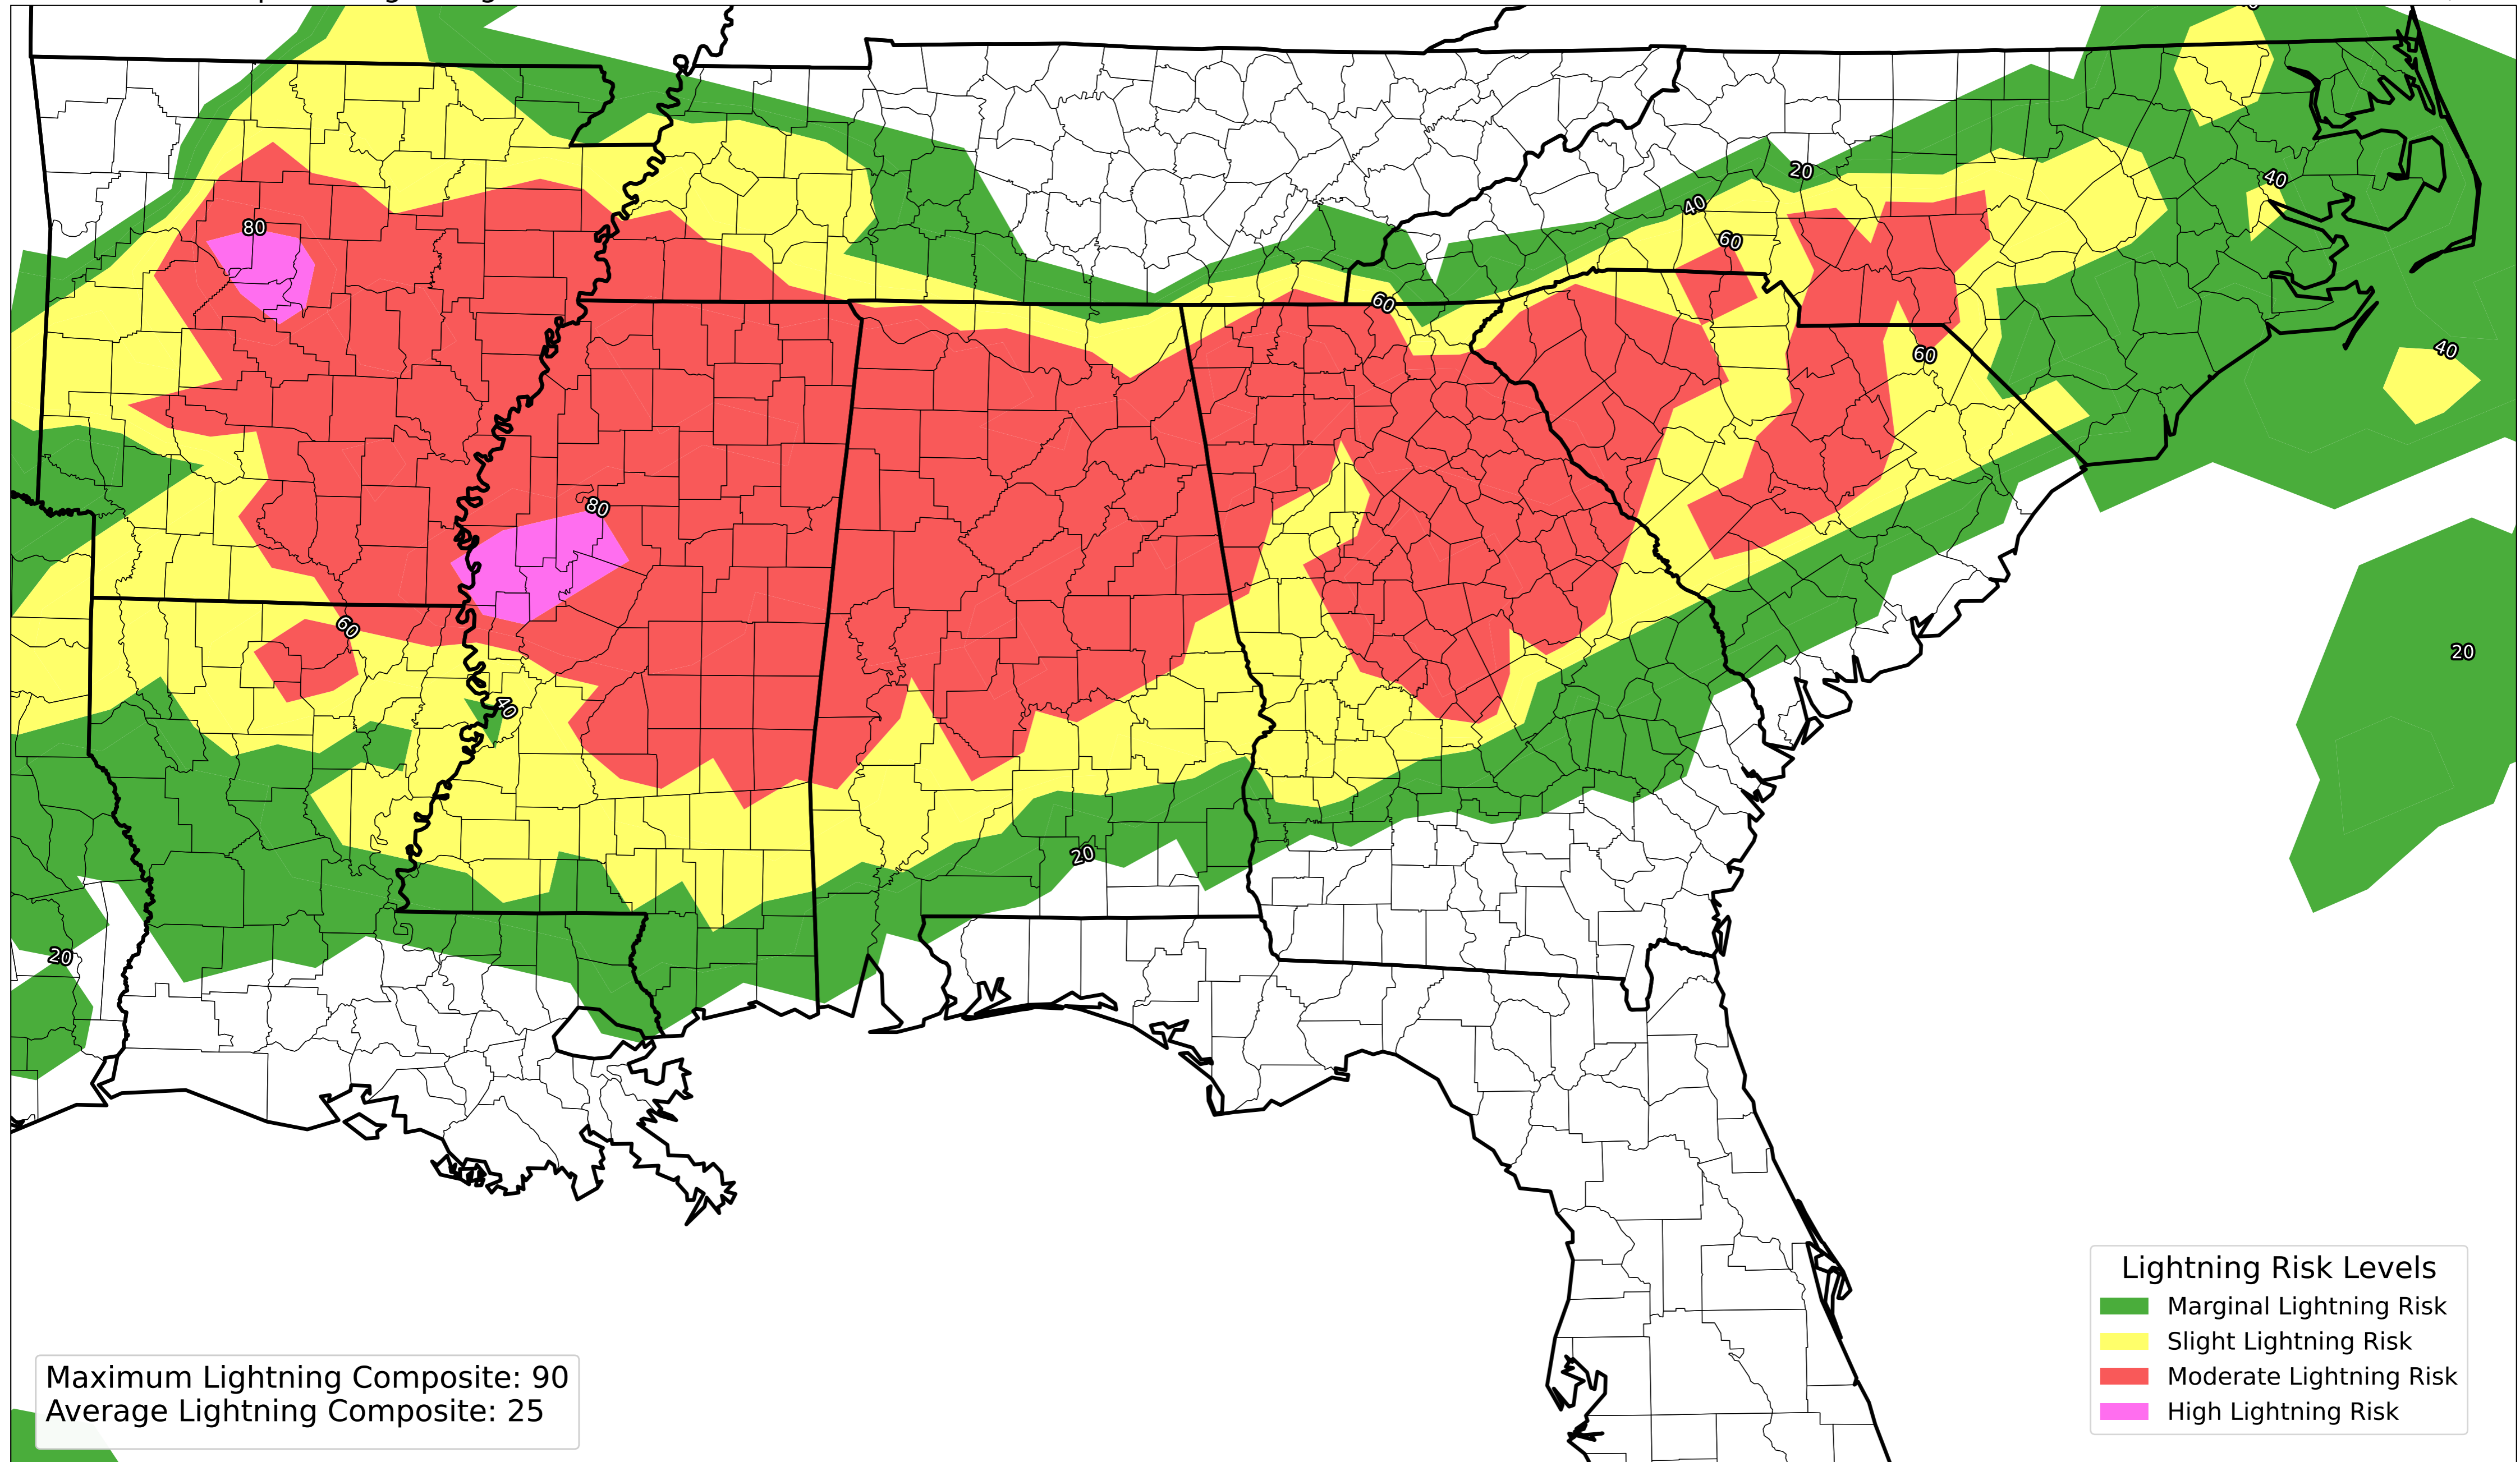 20
40
40
60
80
60
40
60
80
60
40
20
20
20
Lightning Risk Levels
Marginal Lightning Risk
Slight Lightning Risk
Moderate Lightning Risk
High Lightning Risk
Maximum Lightning Composite: 90
Average Lightning Composite: 25